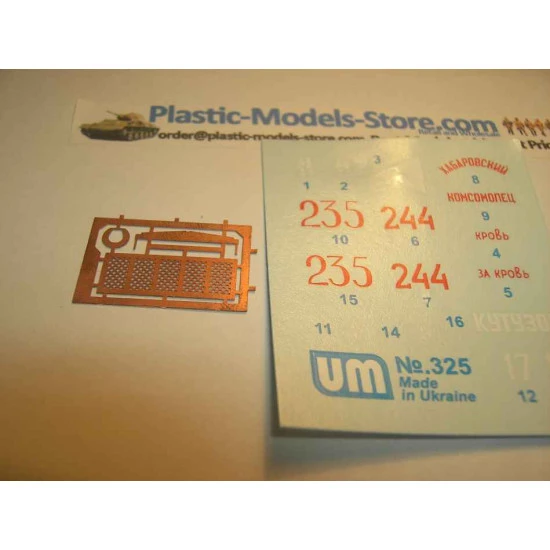 Plastic-Models-Store.com
order@plastic-models-store.com
3
ХАБАРОВСКИЙ
1 2
8
КОМСОМОЛЕЦ
235 244
9
10 6
КРОВЬ
4
235 244
ЗА КРОВЬ
15 7
5
11 14 16
КУТУЗО
UM
№.325
Made
in Ukraine
17
12